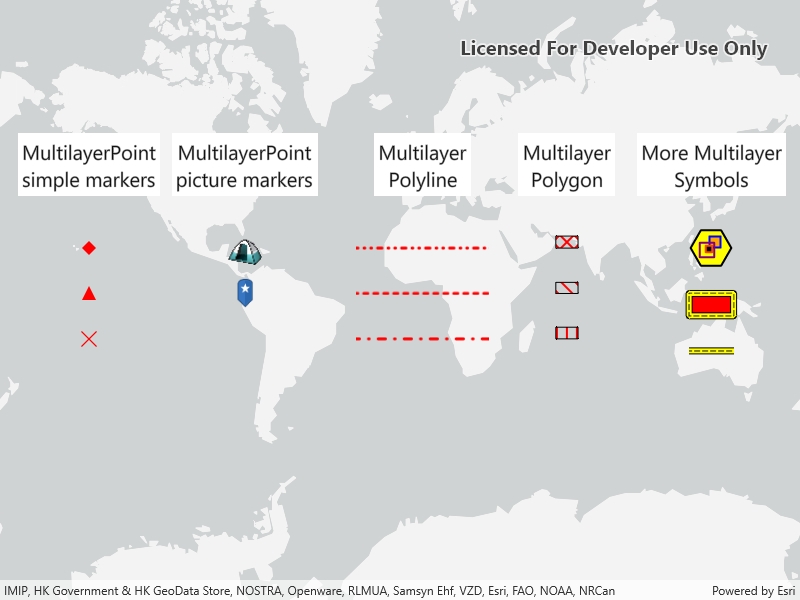 Licensed For Developer Use Only
MultilayerPoint
simple markers
MultilayerPoint
picture markers
Multilayer
Polyline
Multilayer
Polygon
More Multilayer
Symbols
IMIP, HK Government & HK GeoData Store, NOSTRA, Openware, RLMUA, Samsyn Ehf, VZD, Esri, FAO, NOAA, NRCan
Powered by Esri